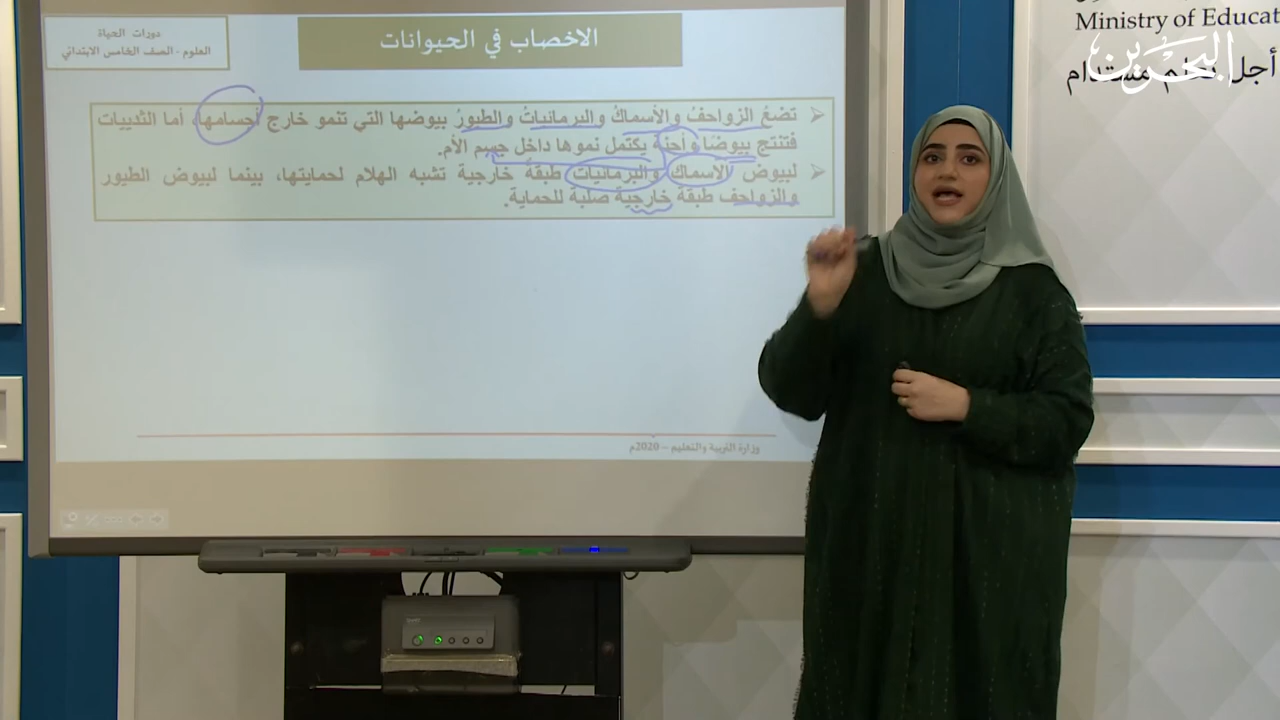 دورات الحياة
العلوم - الصف الخامس الابتدائي
الاخصاب في الحيوانات
تضعُ الزواحفُ والأسماكُ والبرمائياتُ والطيورُ بيوضها التي تنمو خارج أجسامها، أما الثدييات
فتنتج بيوضًا وأجنة يكتمل نموها داخل جسم الأم.
لبيوض الأسماك والبرمائيات طبقة خارجية تشبه الهلام لحمايتها، بينما لبيوض الطيور
والزواحف طبقة خارجية صلبة للحماية.
وزارة التربية والتعليم – 2020م
Ministry of Educat
البحرين
أجل تعلم مستدام